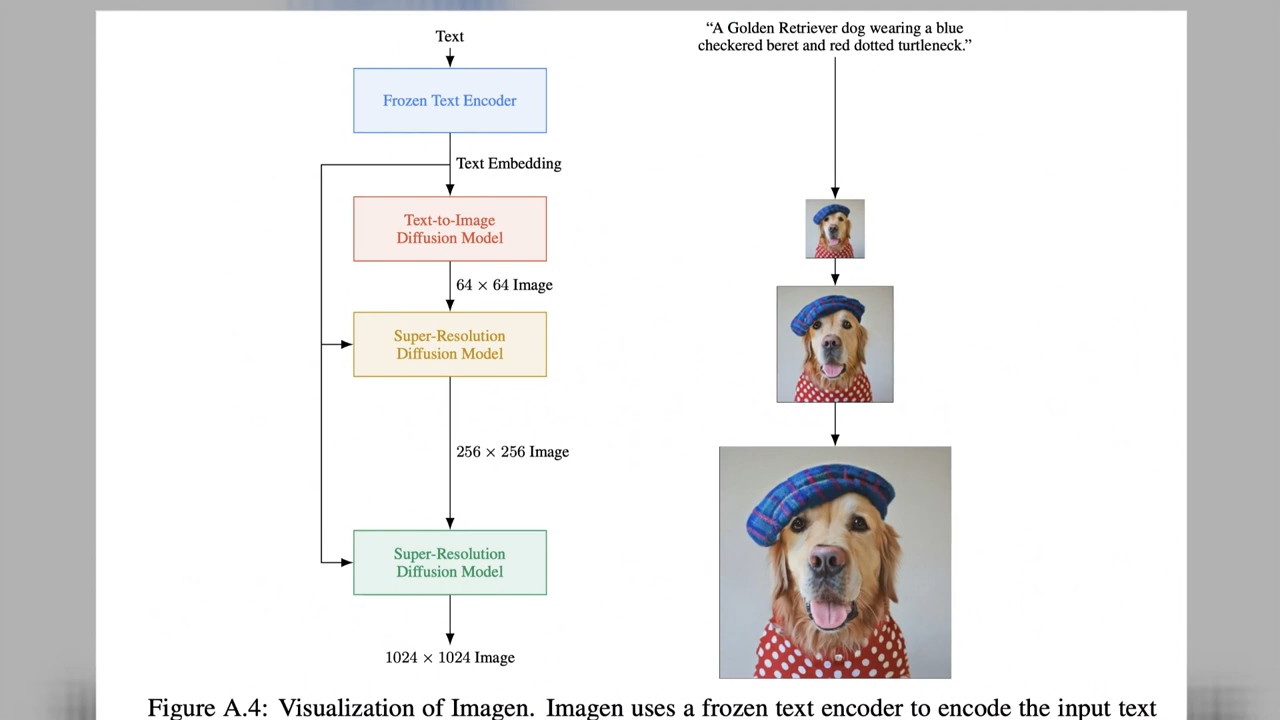 Text
Frozen Text Encoder
Text Embedding
Text-to-Image
Diffusion Model
64 × 64 Image
Super-Resolution
Diffusion Model
256 × 256 Image
Super-Resolution
Diffusion Model
1024 × 1024 Image
“A Golden Retriever dog wearing a blue
checkered beret and red dotted turtleneck.”
Figure A.4: Visualization of Imagen. Imagen uses a frozen text encoder to encode the input text